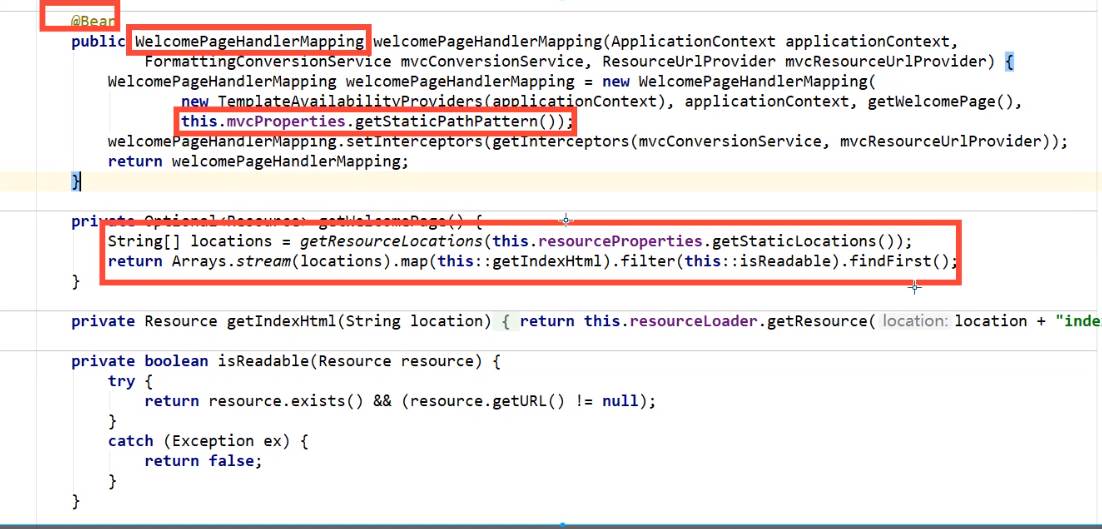 @Bean
public WelcomePageHandlerMapping welcomePageHandlerMapping(ApplicationContext applicationContext,
FormattingConversionService mvcConversionService, ResourceUrlProvider mvcResourceUrlProvider) {
WelcomePageHandlerMapping welcomePageHandlerMapping = new WelcomePageHandlerMapping(
new TemplateAvailabilityProviders(applicationContext), applicationContext, getWelcomePage(),
this.mvcProperties.getStaticPathPattern());
welcomePageHandlerMapping.setInterceptors(getInterceptors(mvcConversionService, mvcResourceUrlProvider));
return welcomePageHandlerMapping;
}
private Optional<Resource> getWelcomePage() {
String[] locations = getResourceLocations(this.resourceProperties.getStaticLocations());
return Arrays.stream(locations).map(this::getIndexHtml).filter(this::isReadable).findFirst();
}
private Resource getIndexHtml(String location) { return this.resourceLoader.getResource( location: location + "inde
private boolean isReadable(Resource resource) {
try {
return resource.exists() && (resource.getURL() != null);
}
catch (Exception ex) {
return false;
}
}